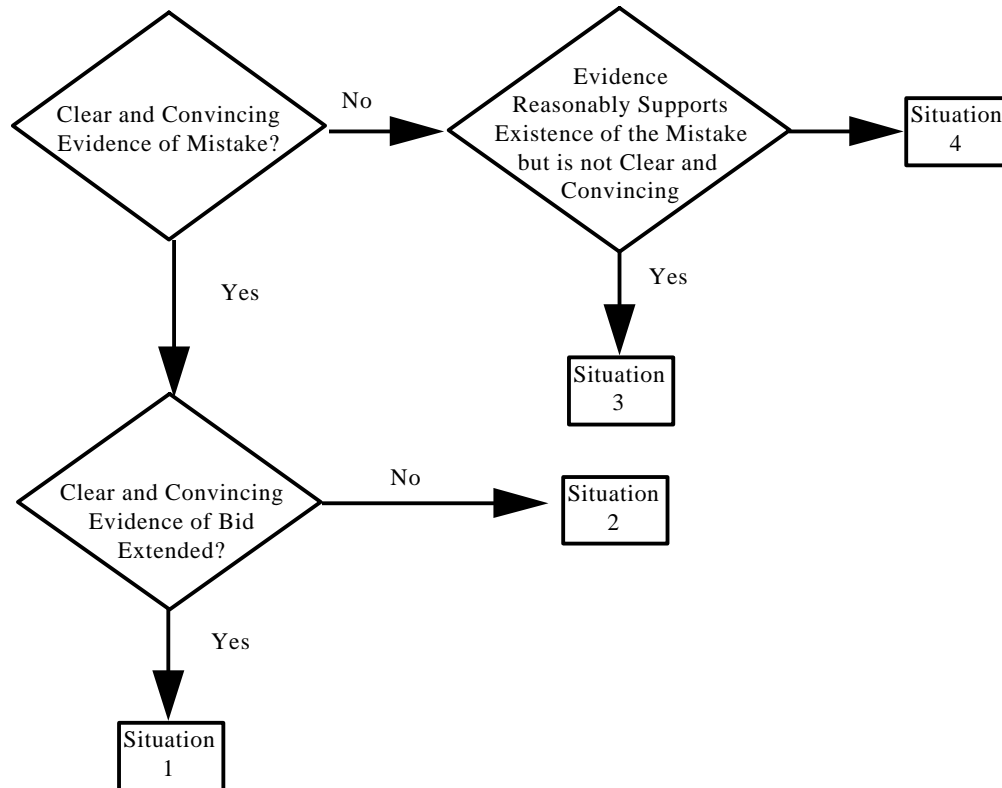 Clear and Convincing
Evidence of Mistake?
No
Evidence
Reasonably Supports
Existence of the Mistake
but is not Clear and
Convincing
Situation
4
Yes
Yes
Situation
3
Clear and Convincing
Evidence of Bid
Extended?
No
Situation
2
Yes
Situation
1